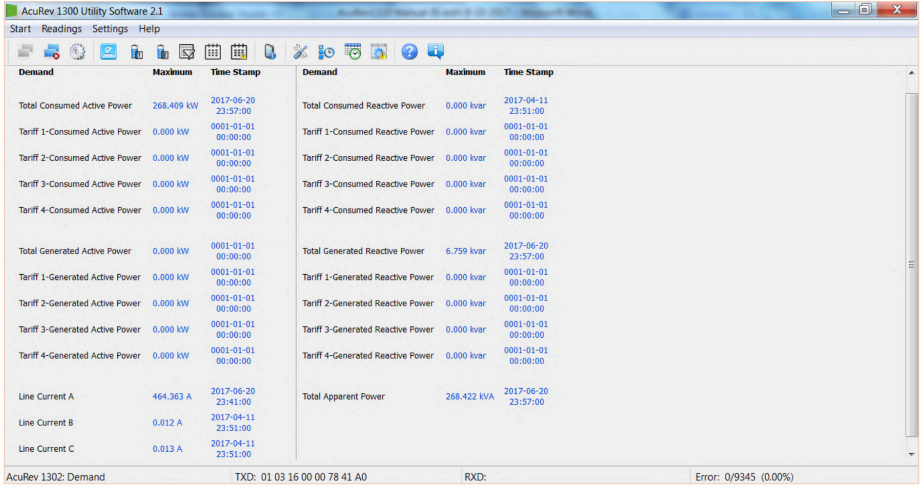 AcuRev 1300 Utility Software 2.1
Start Readings Settings Help
Demand Maximum Time Stamp Demand Maximum Time Stamp
Total Consumed Active Power 268.409 kW 2017-06-20 23:57:00 Total Consumed Reactive Power 0.000 kvar 2017-04-11 23:51:00
Tariff 1-Consumed Active Power 0.000 kW 0001-01-01 00:00:00 Tariff 1-Consumed Reactive Power 0.000 kvar 0001-01-01 00:00:00
Tariff 2-Consumed Active Power 0.000 kW 0001-01-01 00:00:00 Tariff 2-Consumed Reactive Power 0.000 kvar 0001-01-01 00:00:00
Tariff 3-Consumed Active Power 0.000 kW 0001-01-01 00:00:00 Tariff 3-Consumed Reactive Power 0.000 kvar 0001-01-01 00:00:00
Tariff 4-Consumed Active Power 0.000 kW 0001-01-01 00:00:00 Tariff 4-Consumed Reactive Power 0.000 kvar 0001-01-01 00:00:00
Total Generated Active Power 0.000 kW 0001-01-01 00:00:00 Total Generated Reactive Power 6.759 kvar 2017-06-20 23:57:00
Tariff 1-Generated Active Power 0.000 kW 0001-01-01 00:00:00 Tariff 1-Generated Reactive Power 0.000 kvar 0001-01-01 00:00:00
Tariff 2-Generated Active Power 0.000 kW 0001-01-01 00:00:00 Tariff 2-Generated Reactive Power 0.000 kvar 0001-01-01 00:00:00
Tariff 3-Generated Active Power 0.000 kW 0001-01-01 00:00:00 Tariff 3-Generated Reactive Power 0.000 kvar 0001-01-01 00:00:00
Tariff 4-Generated Active Power 0.000 kW 0001-01-01 00:00:00 Tariff 4-Generated Reactive Power 0.000 kvar 0001-01-01 00:00:00
Line Current A 464.363 A 2017-06-20 23:41:00 Total Apparent Power 268.422 kVA 2017-06-20 23:57:00
Line Current B 0.012 A 2017-04-11 23:51:00
Line Current C 0.013 A 2017-04-11 23:51:00
AcuRev 1302: Demand TXD: 01 03 16 00 00 78 41 A0 RXD: Error: 0/9345 (0.00%)